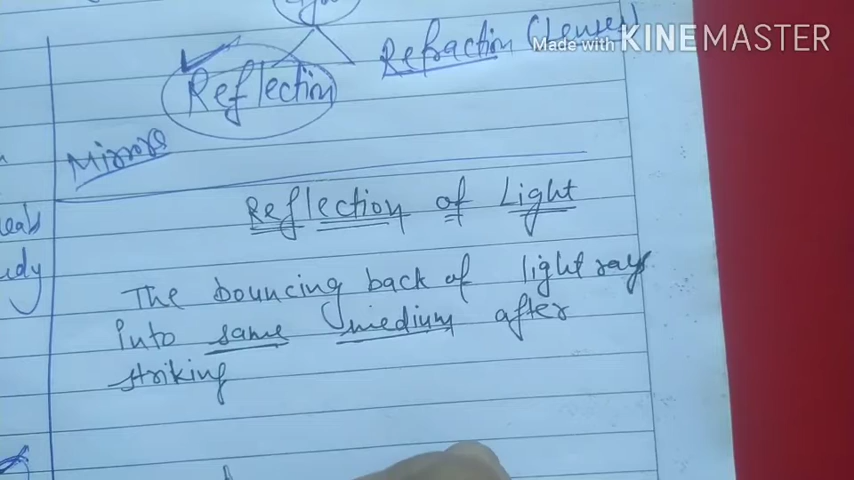 Refraction (Lenses)
Made with KINEMASTER
Reflection
Mirrors
Reflection of Light
The bouncing back of light rays
into same medium after
striking